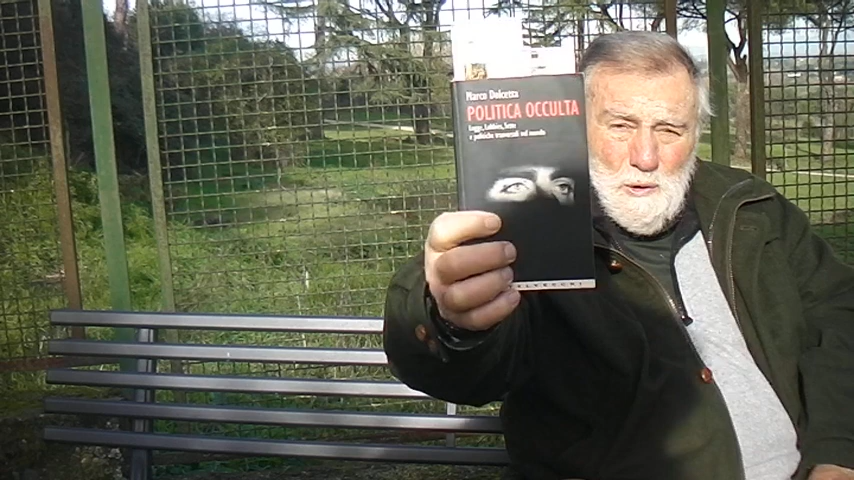 Marco Dolcetta
POLITICA OCCULTA
Logge, Lobbies, Sette
e politiche trasversali nel mondo